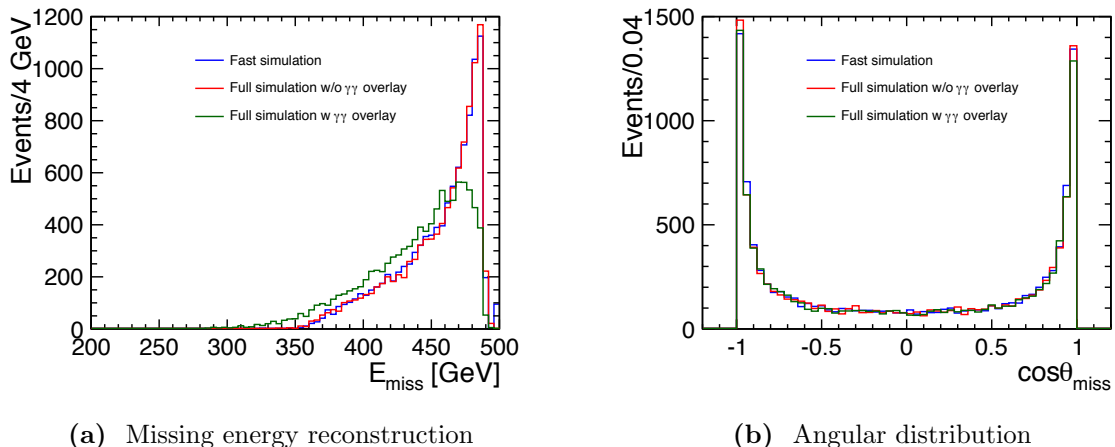 Events/4 GeV
1200
1000
800
600
400
200
0
Fast simulation
Full simulation w/o γγ overlay
Full simulation w γγ overlay
200 250 300 350 400 450 500
E_miss [GeV]
(a) Missing energy reconstruction
Events/0.04
1500
1000
500
0
Fast simulation
Full simulation w/o γγ overlay
Full simulation w γγ overlay
-1 -0.5 0 0.5 1
cosθ_miss
(b) Angular distribution